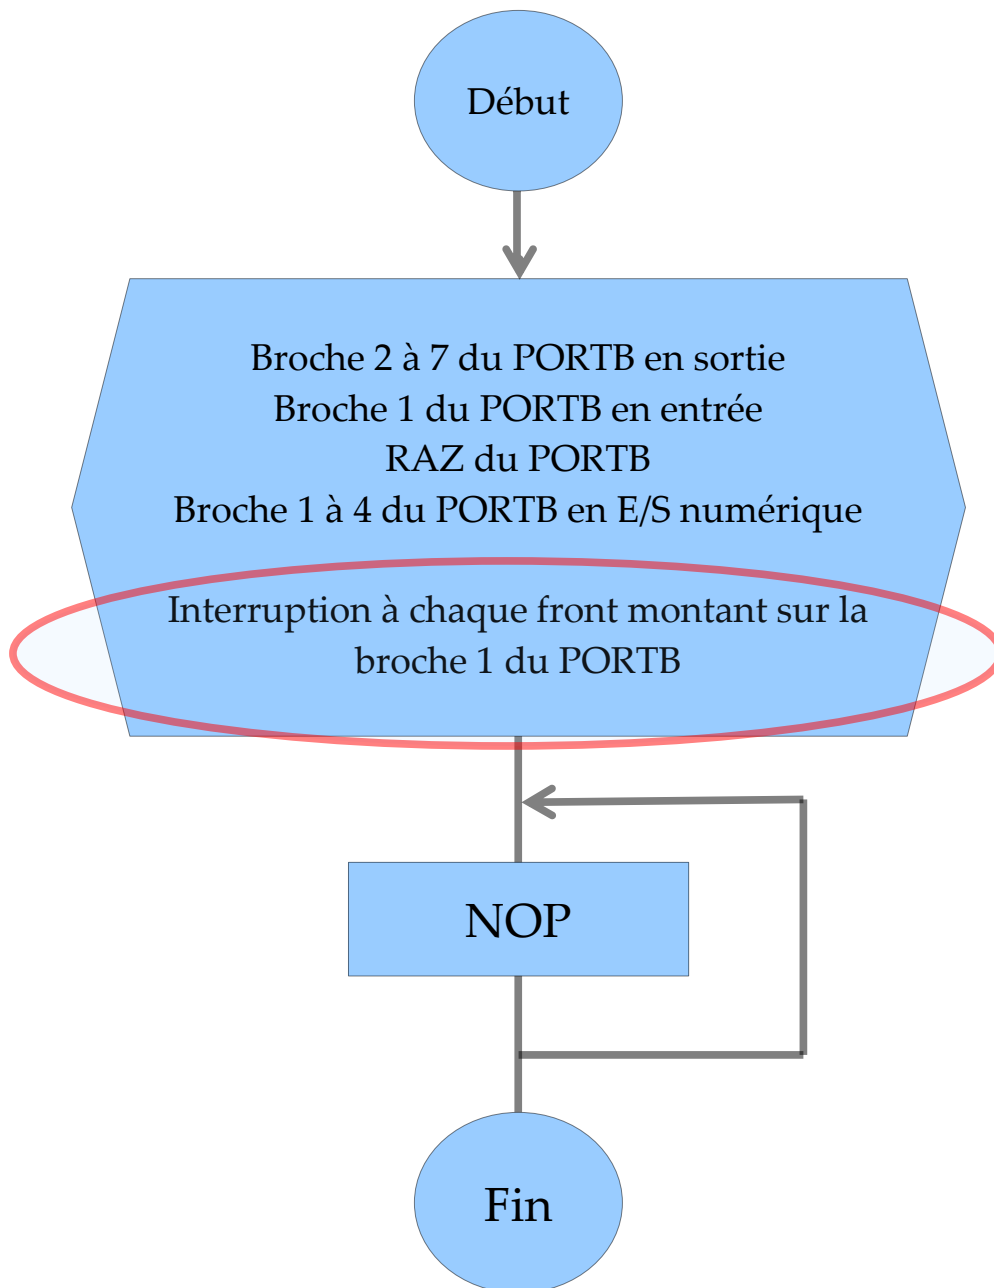 Début
Broche 2 à 7 du PORTB en sortie
Broche 1 du PORTB en entrée
RAZ du PORTB
Broche 1 à 4 du PORTB en E/S numérique
Interruption à chaque front montant sur la
broche 1 du PORTB
NOP
Fin